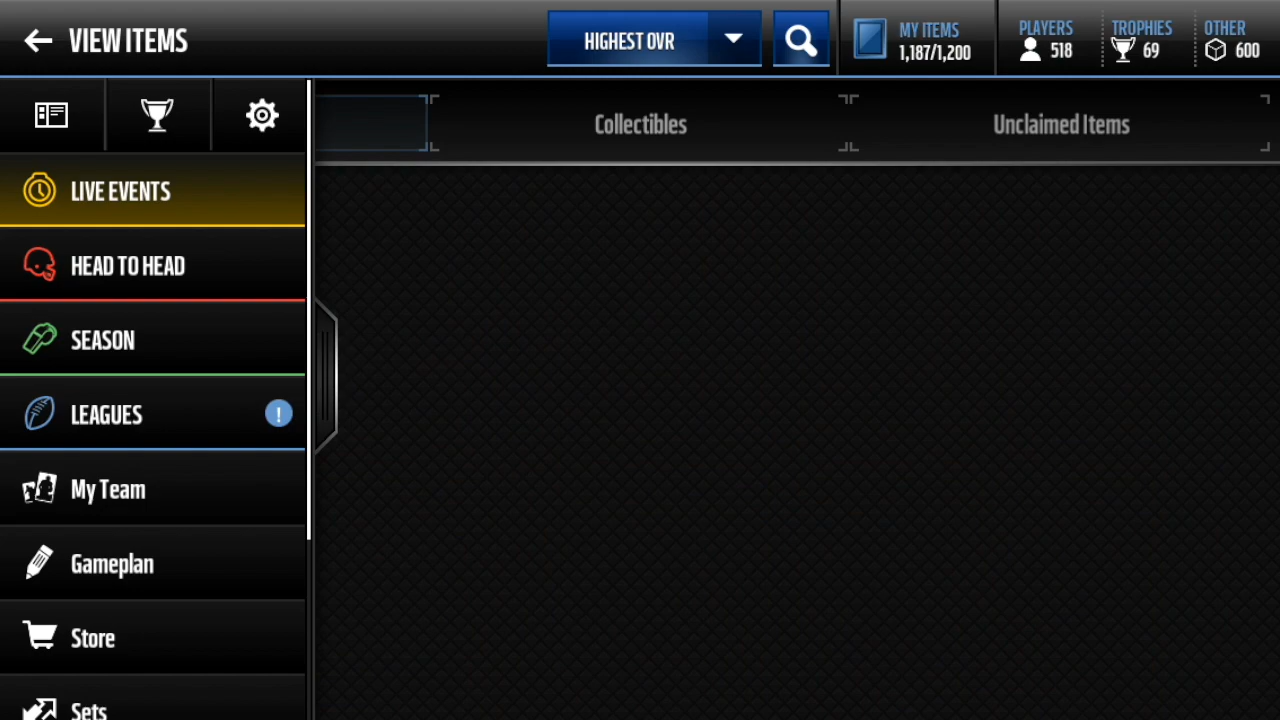 VIEW ITEMS
HIGHEST OVR
MY ITEMS
1,187/1,200
PLAYERS
518
TROPHIES
69
OTHER
600
Collectibles
Unclaimed Items
LIVE EVENTS
HEAD TO HEAD
SEASON
LEAGUES !
My Team
Gameplan
Store
Sets